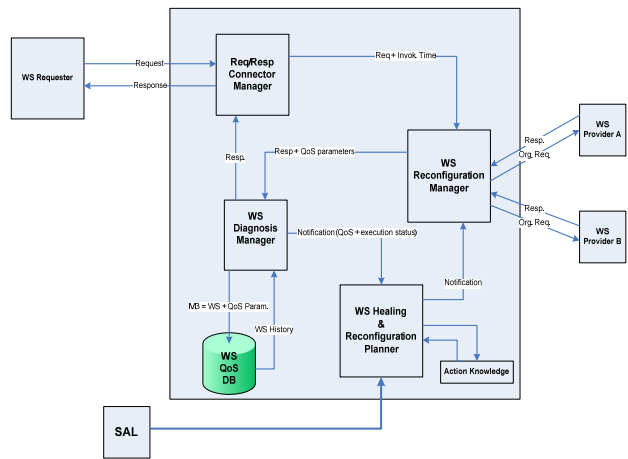 WS Requester
Request
Response
Req/Resp
Connector
Manager
Req + Invok. Time
WS
Provider A
Resp.
Org. Req.
WS
Reconfiguration
Manager
Resp + QoS parameters
Resp.
WS
Diagnosis
Manager
Resp.
Org. Req.
WS
Provider B
Notification (QoS + execution status)
Notification
M3 = WS + QoS Param.
WS History
WS Healing
&
Reconfiguration
Planner
WS
QoS
DB
Action Knowledge
SAL